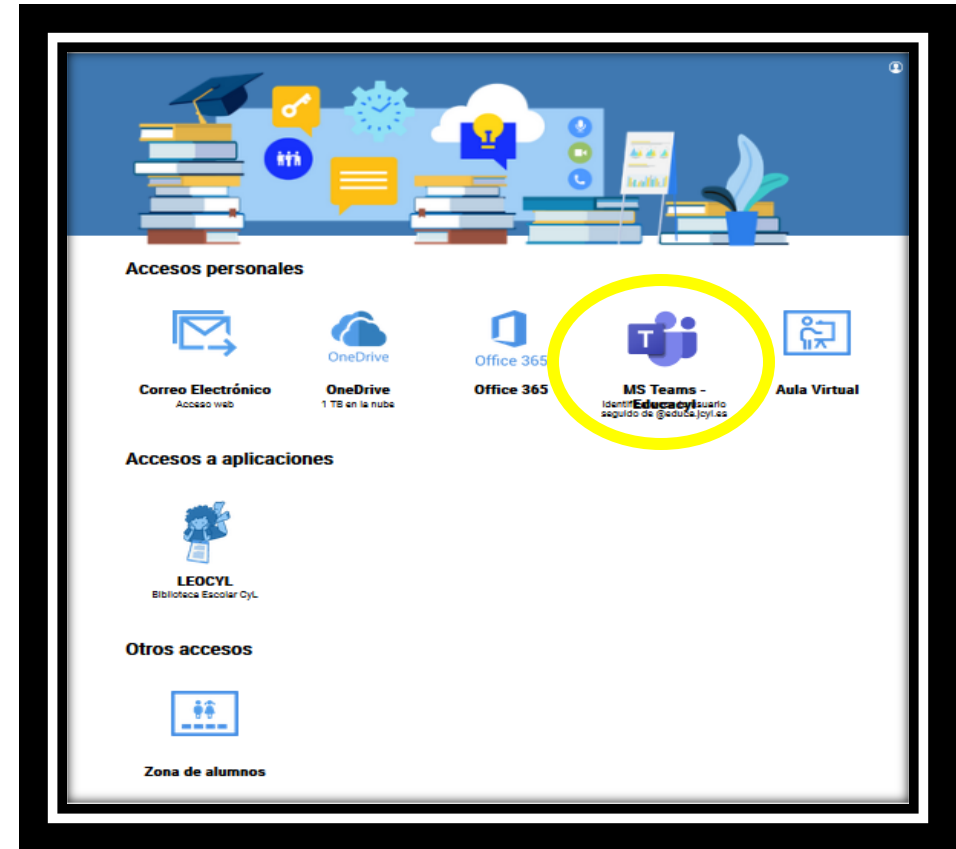 Accesos personales
OneDrive
Office 365
T
Correo Electrónico
Acceso web
OneDrive
1 TB en la nube
Office 365
MS Teams -
Educacyl
seguido de @educa.jcyl.es
Aula Virtual
Accesos a aplicaciones
LEOCYL
Biblioteca Escolar CyL
Otros accesos
Zona de alumnos